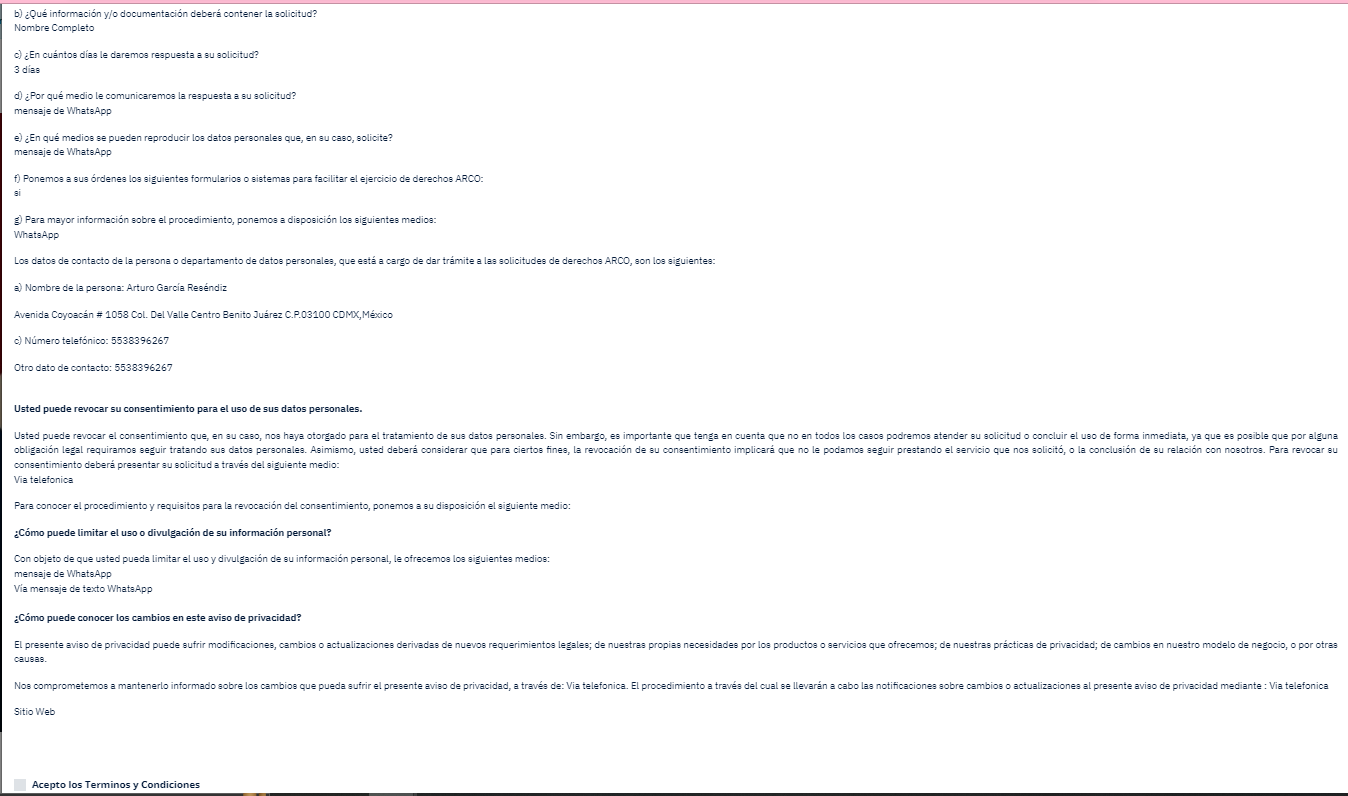 b) ¿Qué información y/o documentación deberá contener la solicitud?
Nombre Completo
c) ¿En cuántos días le daremos respuesta a su solicitud?
3 días
d) ¿Por qué medio le comunicaremos la respuesta a su solicitud?
mensaje de WhatsApp
e) ¿En qué medios se pueden reproducir los datos personales que, en su caso, solicite?
mensaje de WhatsApp
f) Ponemos a sus órdenes los siguientes formularios o sistemas para facilitar el ejercicio de derechos ARCO:
si
g) Para mayor información sobre el procedimiento, ponemos a disposición los siguientes medios:
WhatsApp
Los datos de contacto de la persona o departamento de datos personales, que está a cargo de dar trámite a las solicitudes de derechos ARCO, son los siguientes:
a) Nombre de la persona: Arturo García Reséndiz
Avenida Coyoacán # 1058 Col. Del Valle Centro Benito Juárez C.P.03100 CDMX,México
c) Número telefónico: 5538396267
Otro dato de contacto: 5538396267
Usted puede revocar su consentimiento para el uso de sus datos personales.
Usted puede revocar el consentimiento que, en su caso, nos haya otorgado para el tratamiento de sus datos personales. Sin embargo, es importante que tenga en cuenta que no en todos los casos podremos atender su solicitud o concluir el uso de forma inmediata, ya que es posible que por alguna
obligación legal requiramos seguir tratando sus datos personales. Asimismo, usted deberá considerar que para ciertos fines, la revocación de su consentimiento implicará que no le podamos seguir prestando el servicio que nos solicitó, o la conclusión de su relación con nosotros. Para revocar su
consentimiento deberá presentar su solicitud a través del siguiente medio:
Via telefonica
Para conocer el procedimiento y requisitos para la revocación del consentimiento, ponemos a su disposición el siguiente medio:
¿Cómo puede limitar el uso o divulgación de su información personal?
Con objeto de que usted pueda limitar el uso y divulgación de su información personal, le ofrecemos los siguientes medios:
mensaje de WhatsApp
Vía mensaje de texto WhatsApp
¿Cómo puede conocer los cambios en este aviso de privacidad?
El presente aviso de privacidad puede sufrir modificaciones, cambios o actualizaciones derivadas de nuevos requerimientos legales; de nuestras propias necesidades por los productos o servicios que ofrecemos; de nuestras prácticas de privacidad; de cambios en nuestro modelo de negocio, o por otras
causas.
Nos comprometemos a mantenerlo informado sobre los cambios que pueda sufrir el presente aviso de privacidad, a través de: Via telefonica. El procedimiento a través del cual se llevarán a cabo las notificaciones sobre cambios o actualizaciones al presente aviso de privacidad mediante : Via telefonica
Sitio Web
Acepto los Terminos y Condiciones